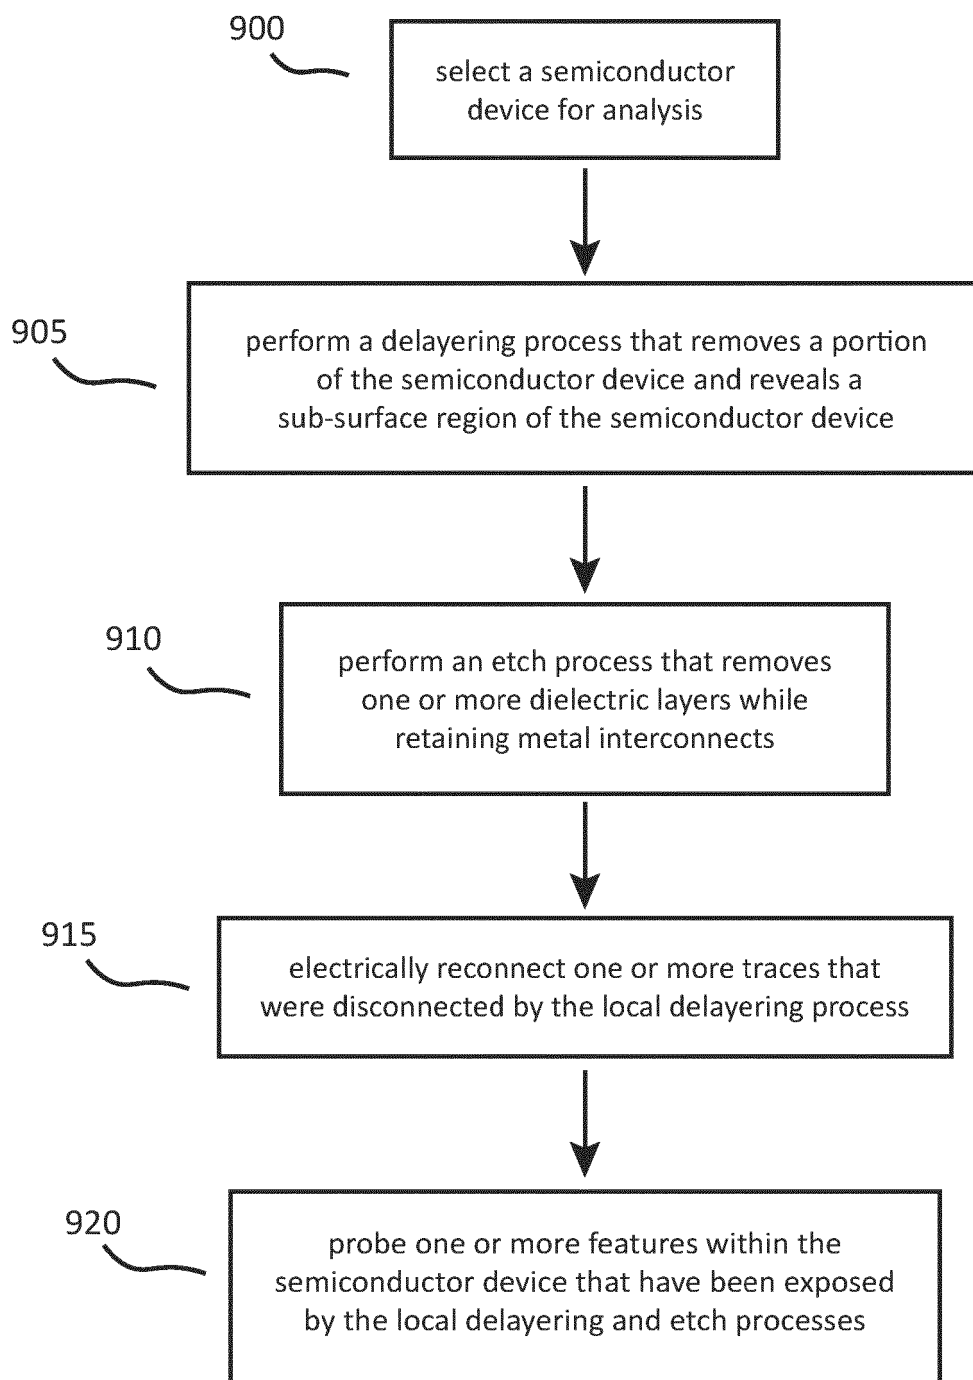 900
select a semiconductor
device for analysis
905
perform a delayering process that removes a portion
of the semiconductor device and reveals a
sub-surface region of the semiconductor device
910
perform an etch process that removes
one or more dielectric layers while
retaining metal interconnects
915
electrically reconnect one or more traces that
were disconnected by the local delayering process
920
probe one or more features within the
semiconductor device that have been exposed
by the local delayering and etch processes